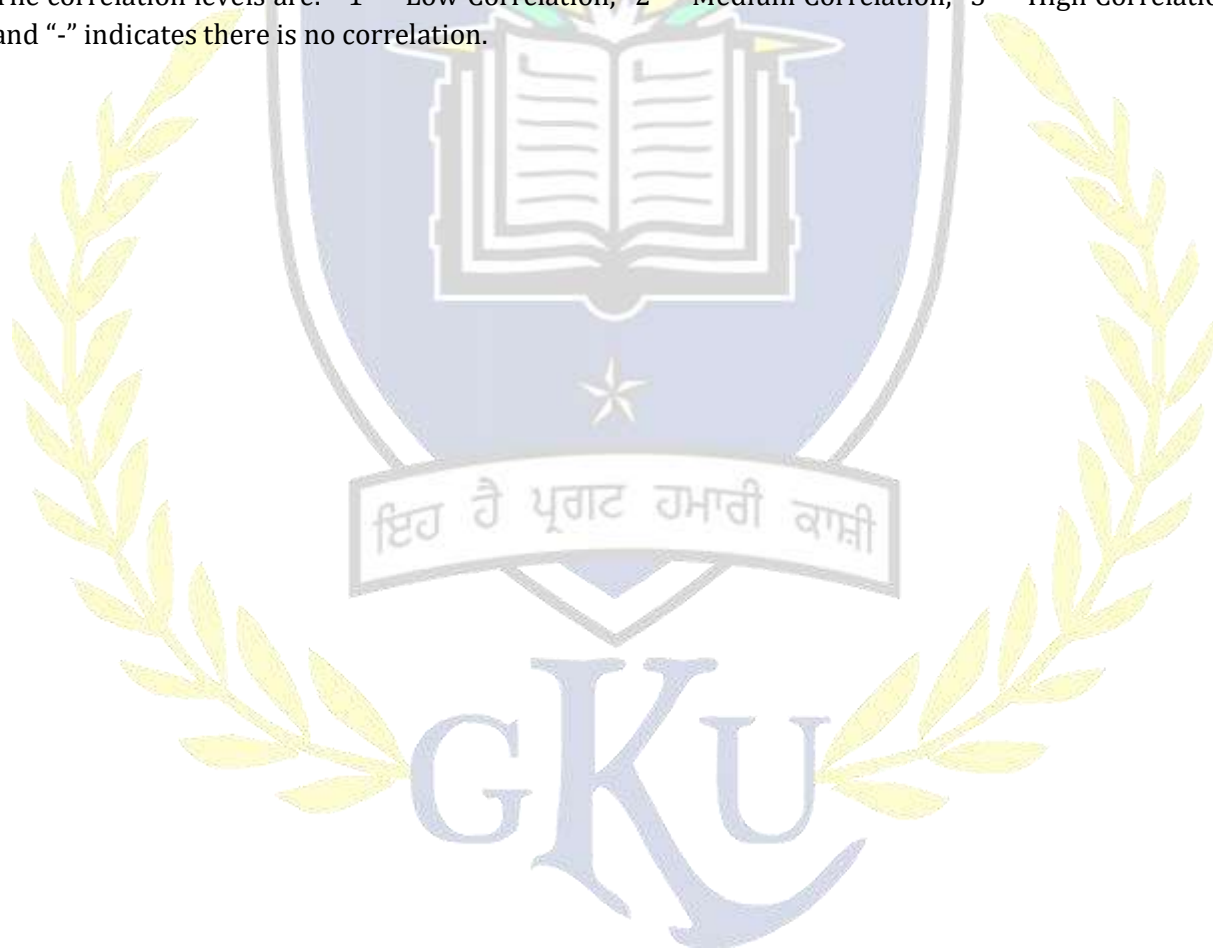 The correlation levels are: "1" – Low Correlation, "2" – Medium Correlation, "3" – High Correlation
and “-” indicates there is no correlation.
ਇਹ ਹੈ ਪ੍ਰਗਟ ਹਮਾਰੀ ਕਾਸ਼ੀ
GKU